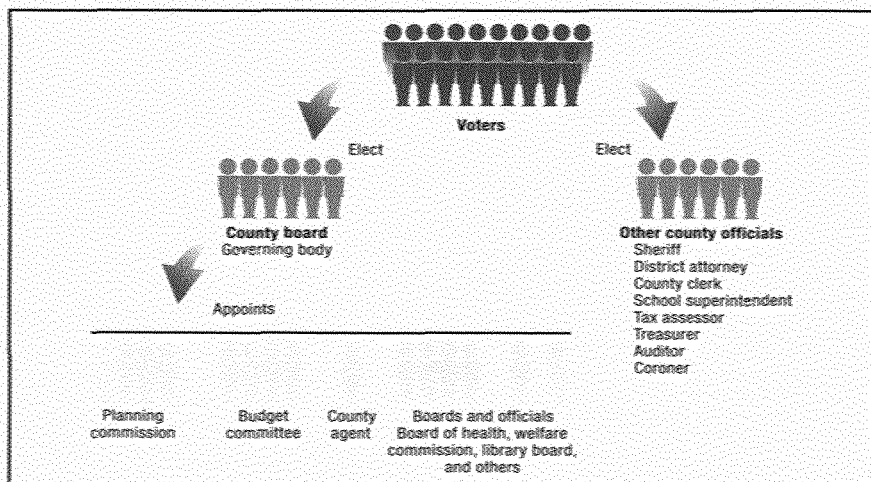 Voters
Elect
Elect
County board
Governing body
Appoints
Other county officials
Sheriff
District attorney
County clerk
School superintendent
Tax assessor
Treasurer
Auditor
Coroner
Planning
commission
Budget
committee
County
agent
Boards and officials
Board of health, welfare
commission, library board,
and others